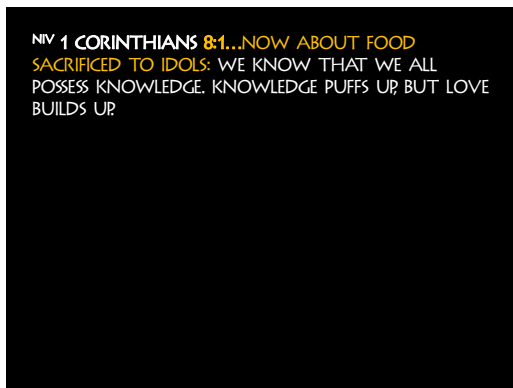 NIV 1 CORINTHIANS 8:1…NOW ABOUT FOOD
SACRIFICED TO IDOLS: WE KNOW THAT WE ALL
POSSESS KNOWLEDGE. KNOWLEDGE PUFFS UP, BUT LOVE
BUILDS UP.